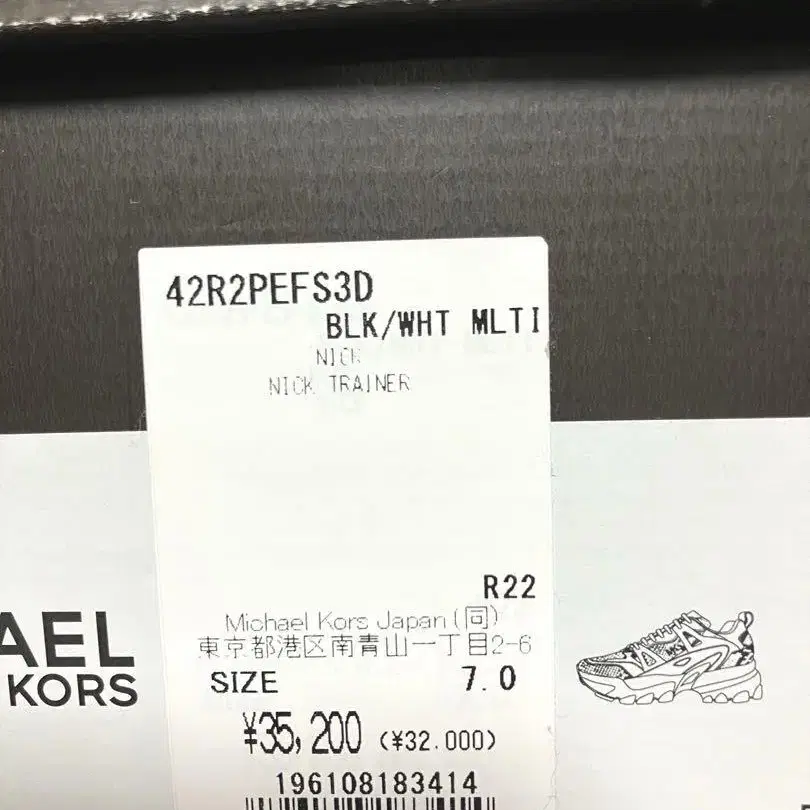 42R2PEFS3D
BLK/WHT MLTI
NICK
NICK TRAINER
R22
Michael Kors Japan(同)
東京都港区南青山一丁目2-6
SIZE 7.0
¥35,200 (¥32.000)
196108183414
AEL
KORS
MK